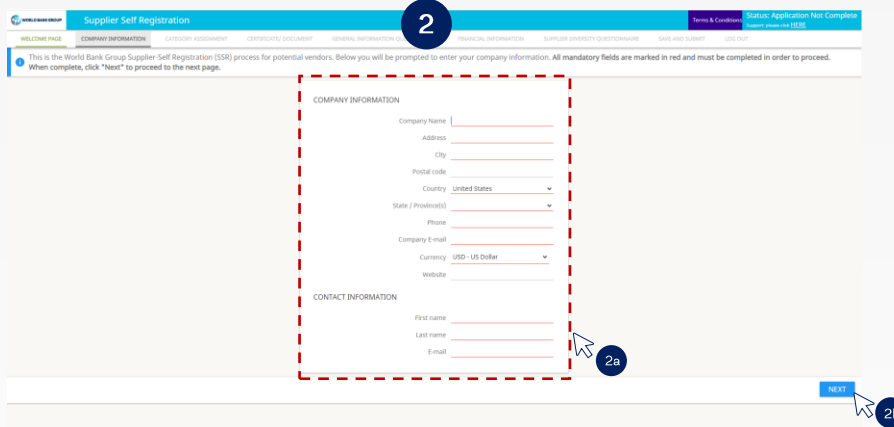 WORLD BANK GROUP
Supplier Self Registration
2
Terms & Conditions
Status: Application Not Complete
Support: please click HERE
WELCOME PAGE
COMPANY INFORMATION
CATEGORY ASSIGNMENT
CERTIFICATE/ DOCUMENT
GENERAL INFORMATION
FINANCIAL INFORMATION
SUPPLIER DIVERSITY QUESTIONNAIRE
SAVE AND SUBMIT
LOG OUT
This is the World Bank Group Supplier-Self Registration (SSR) process for potential vendors. Below you will be prompted to enter your company information. All mandatory fields are marked in red and must be completed in order to proceed.
When complete, click "Next" to proceed to the next page.
COMPANY INFORMATION
Company Name
Address
City
Postal code
Country United States
State / Province(s)
Phone
Company E-mail
Currency USD - US Dollar
Website
CONTACT INFORMATION
First name
Last name
E-mail
2a
NEXT